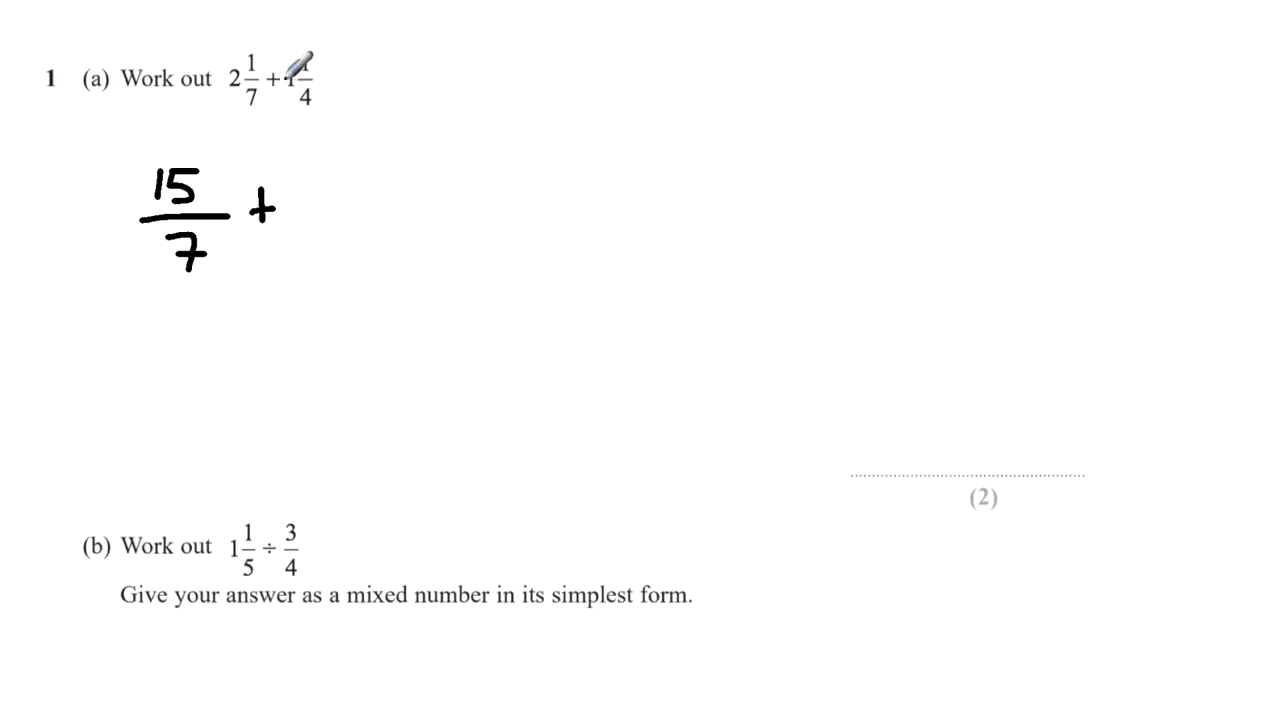 1 (a) Work out 2 1/7 + 1 /4
15/7 +
(2)
(b) Work out 1 1/5 ÷ 3/4
Give your answer as a mixed number in its simplest form.